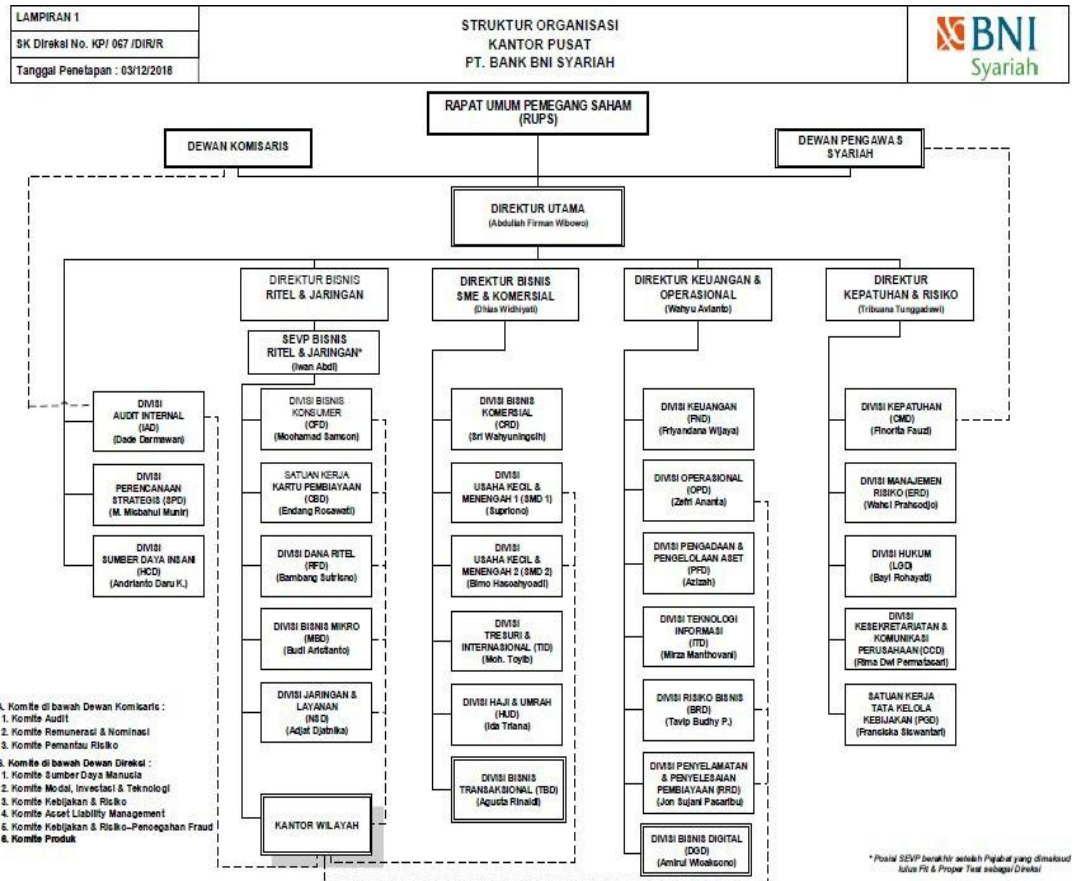 LAMPIRAN 1
SK Direksi No. KP/ 067 /DIR/R
Tanggal Penetapan : 03/12/2018
STRUKTUR ORGANISASI
KANTOR PUSAT
PT. BANK BNI SYARIAH
BNI
Syariah
RAPAT UMUM PEMEGANG SAHAM
(RUPS)
DEWAN KOMISARIS
DEWAN PENGAWAS
SYARIAH
DIREKTUR UTAMA
(Abdullah Firman Wibowo)
DIREKTUR BISNIS
RITEL & JARINGAN
DIREKTUR BISNIS
SME & KOMERSIAL
(Dhias Widhiyati)
DIREKTUR KEUANGAN &
OPERASIONAL
(Wahyu Avianto)
DIREKTUR
KEPATUHAN & RISIKO
(Tribuana Tunggadewi)
SEVP BISNIS
RITEL & JARINGAN*
(Iwan Abdi)
DIVISI
AUDIT INTERNAL
(IAD)
(Dade Darmawan)
DIVISI
PERENCANAAN
STRATEGIS (SPD)
(M. Misbahul Munir)
DIVISI
SUMBER DAYA INSANI
(HCD)
(Andrianto Daru K.)
DIVISI BISNIS
KONSUMER
(CFD)
(Moohamad Samson)
SATUAN KERJA
KARTU PEMBIAYAAN
(CBD)
(Endang Rosawati)
DIVISI DANA RITEL
(RFD)
(Bambang Sutrisno)
DIVISI BISNIS MIKRO
(MBD)
(Budi Aristianto)
DIVISI JARINGAN &
LAYANAN
(NSD)
(Adjat Djatnika)
KANTOR WILAYAH
DIVISI BISNIS
KOMERSIAL
(CRD)
(Sri Wahyuningsih)
DIVISI
USAHA KECIL &
MENENGAH 1 (SMD 1)
(Supriono)
DIVISI
USAHA KECIL &
MENENGAH 2 (SMD 2)
(Bimo Hasoahyoadi)
DIVISI
TRESURI &
INTERNASIONAL (TID)
(Moh. Toyib)
DIVISI HAJI & UMRAH
(HUD)
(Ida Triana)
DIVISI BISNIS
TRANSAKSIONAL (TBD)
(Agusta Rinaldi)
DIVISI KEUANGAN
(FND)
(Friyandana Wijaya)
DIVISI OPERASIONAL
(OPD)
(Zefri Ananta)
DIVISI PENGADAAN &
PENGELOLAAN ASET
(PFD)
(Azizah)
DIVISI TEKNOLOGI
INFORMASI
(ITD)
(Mirza Manthovani)
DIVISI RISIKO BISNIS
(BRD)
(Tavip Budhy P.)
DIVISI PENYELAMATAN
& PENYELESAIAN
PEMBIAYAAN (RRD)
(Jon Sujani Pasaribu)
DIVISI BISNIS DIGITAL
(DGD)
(Amirul Wioaksono)
DIVISI KEPATUHAN
(CMD)
(Finorita Fauzi)
DIVISI MANAJEMEN
RISIKO (ERD)
(Wahsi Prahsodjo)
DIVISI HUKUM
(LGD)
(Bayi Rohayati)
DIVISI
KESEKRETARIATAN &
KOMUNIKASI
PERUSAHAAN (CCD)
(Rima Dwi Permatasari)
SATUAN KERJA
TATA KELOLA
KEBIJAKAN (PGD)
(Fransiska Siswantari)
A. Komite di bawah Dewan Komisaris :
1. Komite Audit
2. Komite Remunerasi & Nominasi
3. Komite Pemantau Risiko
B. Komite di bawah Dewan Direksi :
1. Komite Sumber Daya Manusia
2. Komite Modal, Investasi & Teknologi
3. Komite Kebijakan & Risiko
4. Komite Asset Liability Management
5. Komite Kebijakan & Risiko–Pencegahan Fraud
6. Komite Produk
* Posisi SEVP berakhir setelah Pejabat yang dimaksud
lulus Fit & Proper Test sebagai Direksi